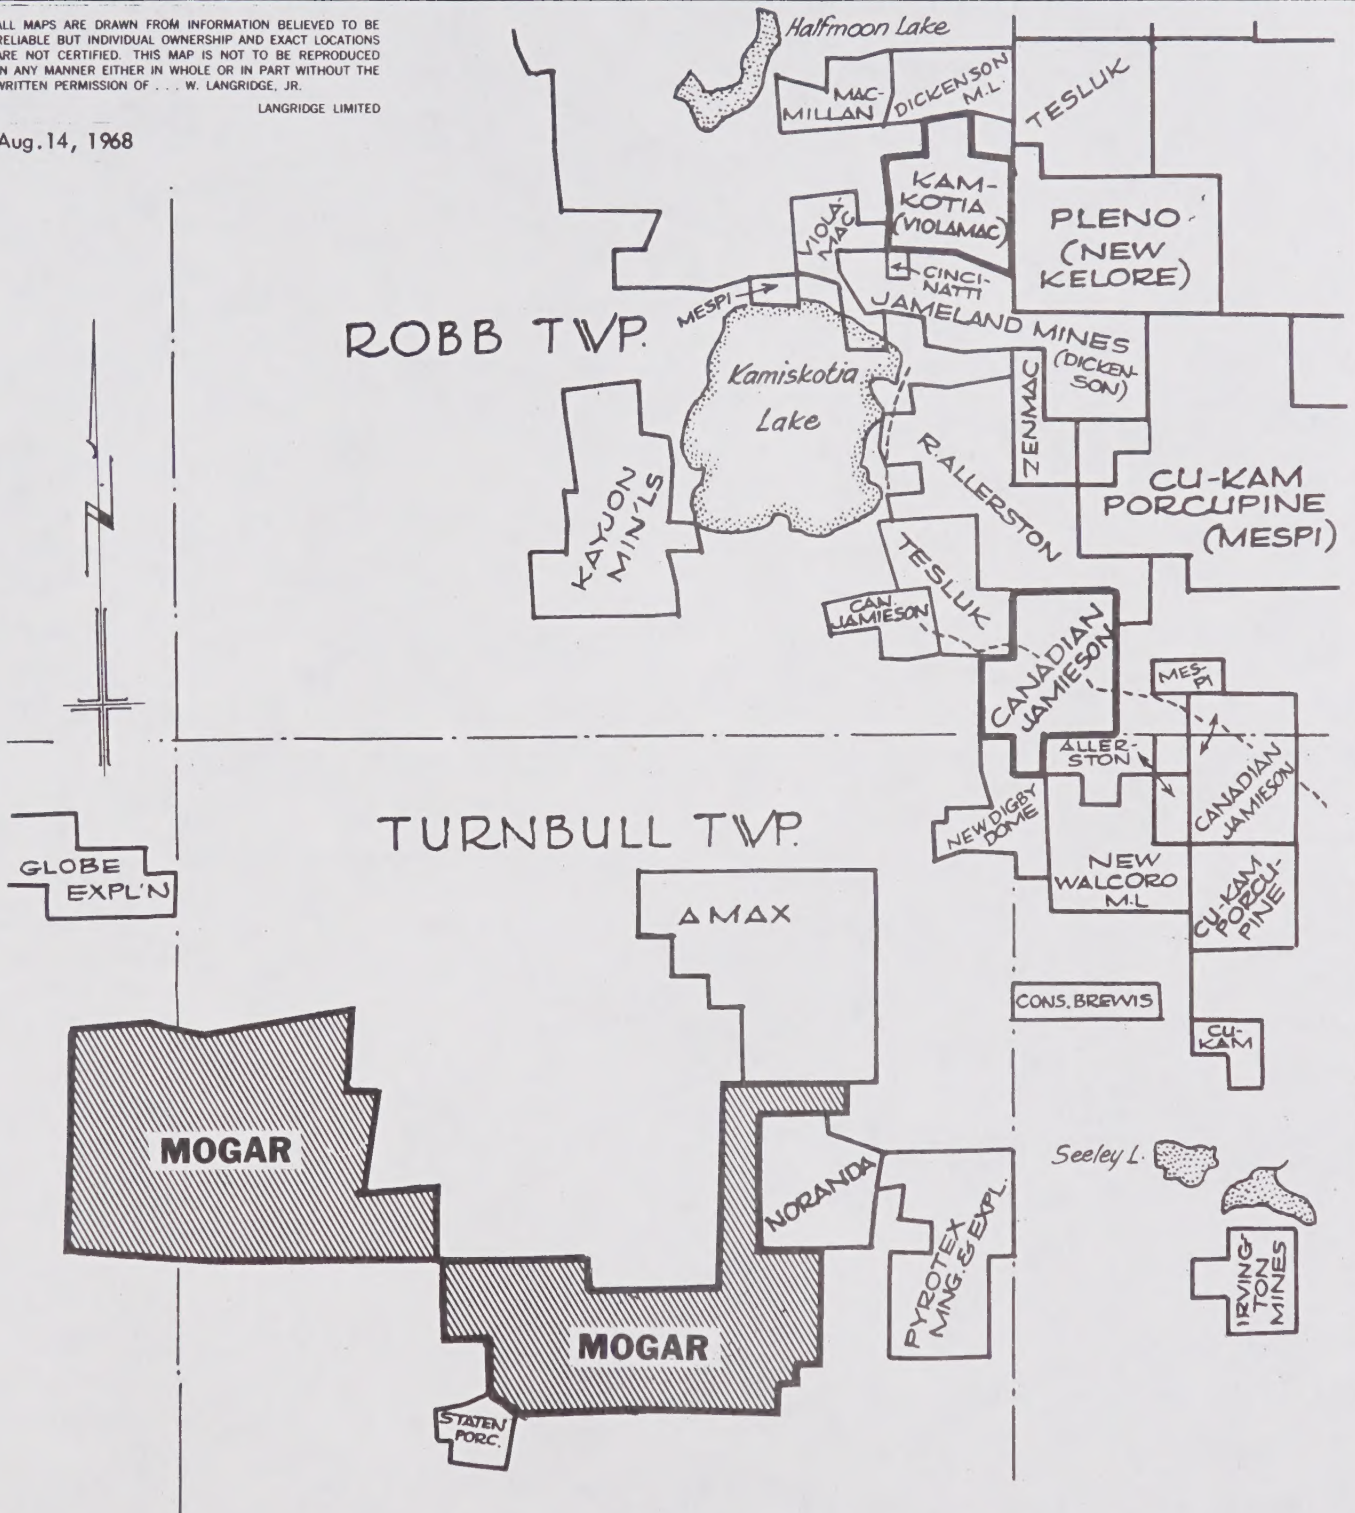 ALL MAPS ARE DRAWN FROM INFORMATION BELIEVED TO BE
RELIABLE BUT INDIVIDUAL OWNERSHIP AND EXACT LOCATIONS
ARE NOT CERTIFIED. THIS MAP IS NOT TO BE REPRODUCED
IN ANY MANNER EITHER IN WHOLE OR IN PART WITHOUT THE
WRITTEN PERMISSION OF . . . W. LANGRIDGE, JR.
LANGRIDGE LIMITED
Aug. 14, 1968
Halfmoon Lake
MAC-
MILLAN
DICKENSON
M.L.
TESLUK
KAM-
KOTIA
(VIOLAMAC)
VIOLA-
MAC
PLENO
(NEW
KELORE)
CINCI-
NATTI
MESPI
JAMELAND MINES
(DICKEN-
SON)
ROBB TWP.
Kamiskotia
Lake
ZENMAC
R. ALLERSTON
CU-KAM
PORCUPINE
(MESPI)
KAYJON
MIN'LS
TESLUK
CAN.
JAMIESON
CANADIAN
JAMIESON
MES-
PI
ALLER-
STON
CANADIAN
JAMIESON
NEW DIGBY
DOME
TURNBULL TWP.
GLOBE
EXPL'N
NEW
WALCORO
M.L
CU-KAM
PORCU-
PINE
AMAX
CONS. BREWIS
CU-
KAM
MOGAR
NORANDA
Seeley L.
PYROTEX
MNG. & EXPL.
IRVING-
TON
MINES
MOGAR
STATEN
PORC.